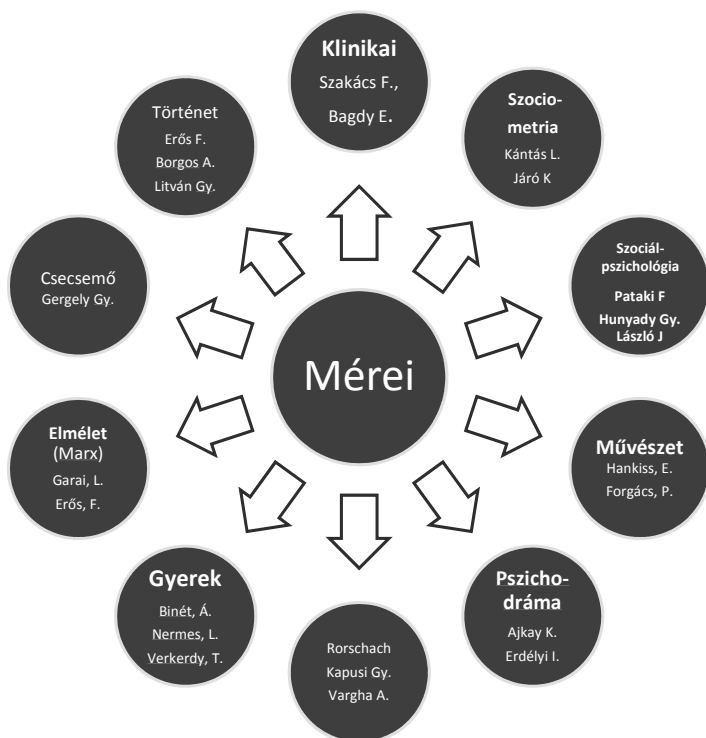 Klinikai
Szakács F.,
Bagdy E.
Szocio-
metria
Kántás L.
Járó K
Szociál-
pszichológia
Pataki F
Hunyady Gy.
László J
Művészet
Hankiss, E.
Forgács, P.
Pszicho-
dráma
Ajkay K.
Erdélyi I.
Rorschach
Kapusi Gy.
Vargha A.
Gyerek
Binét, Á.
Nermes, L.
Verkerdy, T.
Elmélet
(Marx)
Garai, L.
Erős, F.
Csecsemő
Gergely Gy.
Történet
Erős F.
Borgos A.
Litván Gy.
Mérei